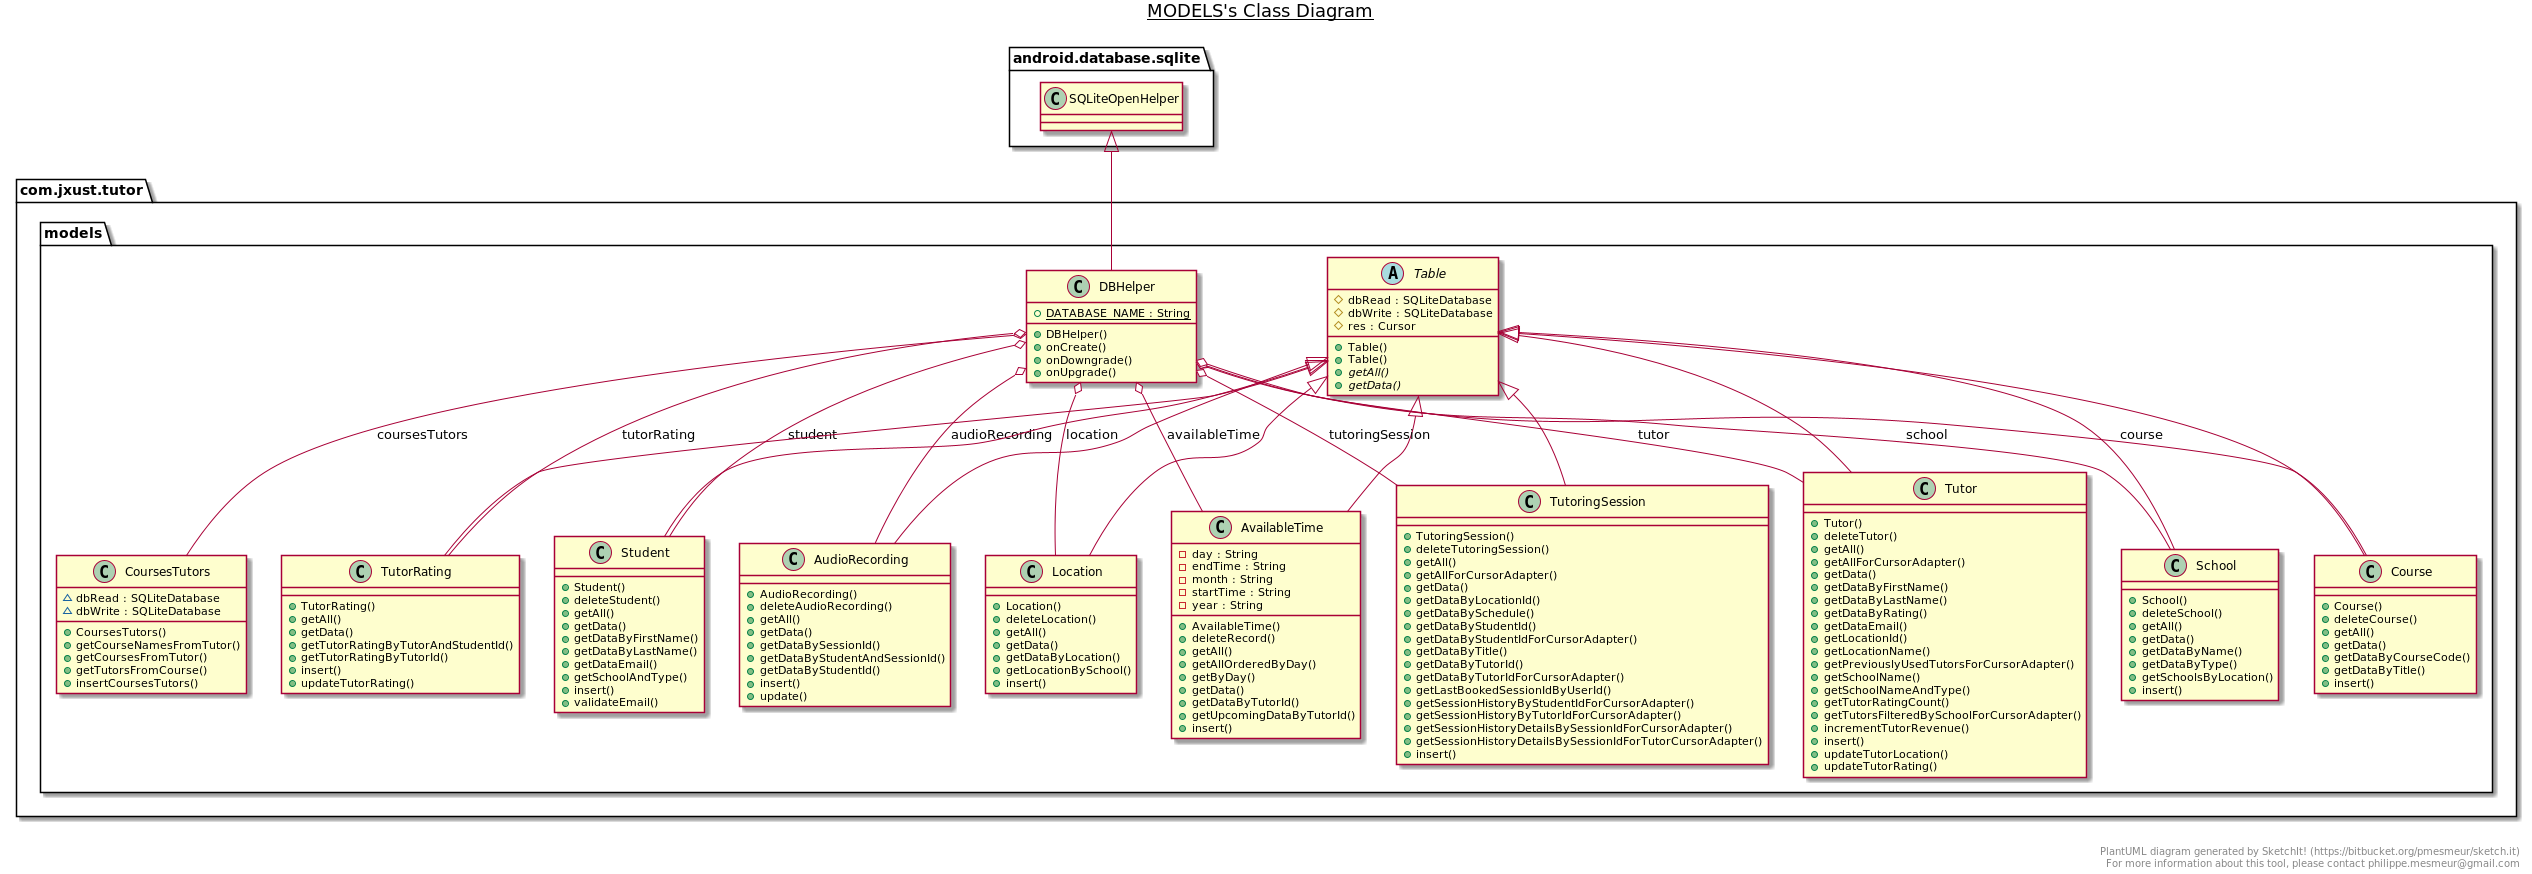 MODELS's Class Diagram
android.database.sqlite
C SQLiteOpenHelper
com.jxust.tutor
models
C DBHelper
DATABASE_NAME : String
DBHelper()
onCreate()
onDowngrade()
onUpgrade()
A Table
dbRead : SQLiteDatabase
dbWrite : SQLiteDatabase
res : Cursor
Table()
Table()
getAll()
getData()
coursesTutors
tutorRating
student
audioRecording
location
availableTime
tutoringSession
tutor
school
course
C CoursesTutors
dbRead : SQLiteDatabase
dbWrite : SQLiteDatabase
CoursesTutors()
getCourseNamesFromTutor()
getCoursesFromTutor()
getTutorsFromCourse()
insertCoursesTutors()
C TutorRating
TutorRating()
getAll()
getData()
getTutorRatingByTutorAndStudentId()
getTutorRatingByTutorId()
insert()
updateTutorRating()
C Student
Student()
deleteStudent()
getAll()
getData()
getDataByFirstName()
getDataByLastName()
getDataEmail()
getSchoolAndType()
insert()
validateEmail()
C AudioRecording
AudioRecording()
deleteAudioRecording()
getAll()
getData()
getDataBySessionId()
getDataByStudentAndSessionId()
getDataByStudentId()
insert()
update()
C Location
Location()
deleteLocation()
getAll()
getData()
getDataByLocation()
getLocationBySchool()
insert()
C AvailableTime
day : String
endTime : String
month : String
startTime : String
year : String
AvailableTime()
deleteRecord()
getAll()
getAllOrderedByDay()
getByDay()
getData()
getDataByTutorId()
getUpcomingDataByTutorId()
insert()
C TutoringSession
TutoringSession()
deleteTutoringSession()
getAll()
getAllForCursorAdapter()
getData()
getDataByLocationId()
getDataBySchedule()
getDataByStudentId()
getDataByStudentIdForCursorAdapter()
getDataByTitle()
getDataByTutorId()
getDataByTutorIdForCursorAdapter()
getLastBookedSessionIdByUserId()
getSessionHistoryByStudentIdForCursorAdapter()
getSessionHistoryByTutorIdForCursorAdapter()
getSessionHistoryDetailsBySessionIdForCursorAdapter()
getSessionHistoryDetailsBySessionIdForTutorCursorAdapter()
insert()
C Tutor
Tutor()
deleteTutor()
getAll()
getAllForCursorAdapter()
getData()
getDataByFirstName()
getDataByLastName()
getDataByRating()
getDataEmail()
getLocationId()
getLocationName()
getPreviouslyUsedTutorsForCursorAdapter()
getSchoolName()
getSchoolNameAndType()
getTutorRatingCount()
getTutorsFilteredBySchoolForCursorAdapter()
incrementTutorRevenue()
insert()
updateTutorLocation()
updateTutorRating()
C School
School()
deleteSchool()
getAll()
getData()
getDataByName()
getDataByType()
getSchoolsByLocation()
insert()
C Course
Course()
deleteCourse()
getAll()
getData()
getDataByCourseCode()
getDataByTitle()
insert()
PlantUML diagram generated by SketchIt! (https://bitbucket.org/pmesmeur/sketch.it)
For more information about this tool, please contact philippe.mesmeur@gmail.com